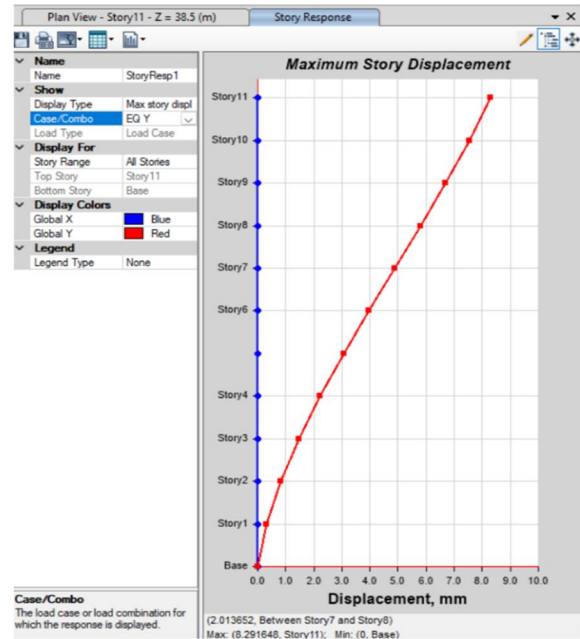 Plan View - Story11 - Z = 38.5 (m)
Story Response
Name
Name StoryResp1
Show
Display Type Max story displ
Case/Combo EQ Y
Load Type Load Case
Display For
Story Range All Stories
Top Story Story11
Bottom Story Base
Display Colors
Global X Blue
Global Y Red
Legend
Legend Type None
Case/Combo
The load case or load combination for
which the response is displayed.
Maximum Story Displacement
Story11
Story10
Story9
Story8
Story7
Story6
Story4
Story3
Story2
Story1
Base
0.0 1.0 2.0 3.0 4.0 5.0 6.0 7.0 8.0 9.0 10.0
Displacement, mm
(2.013652, Between Story7 and Story8)
Max: (8.291648, Story11); Min: (0, Base)